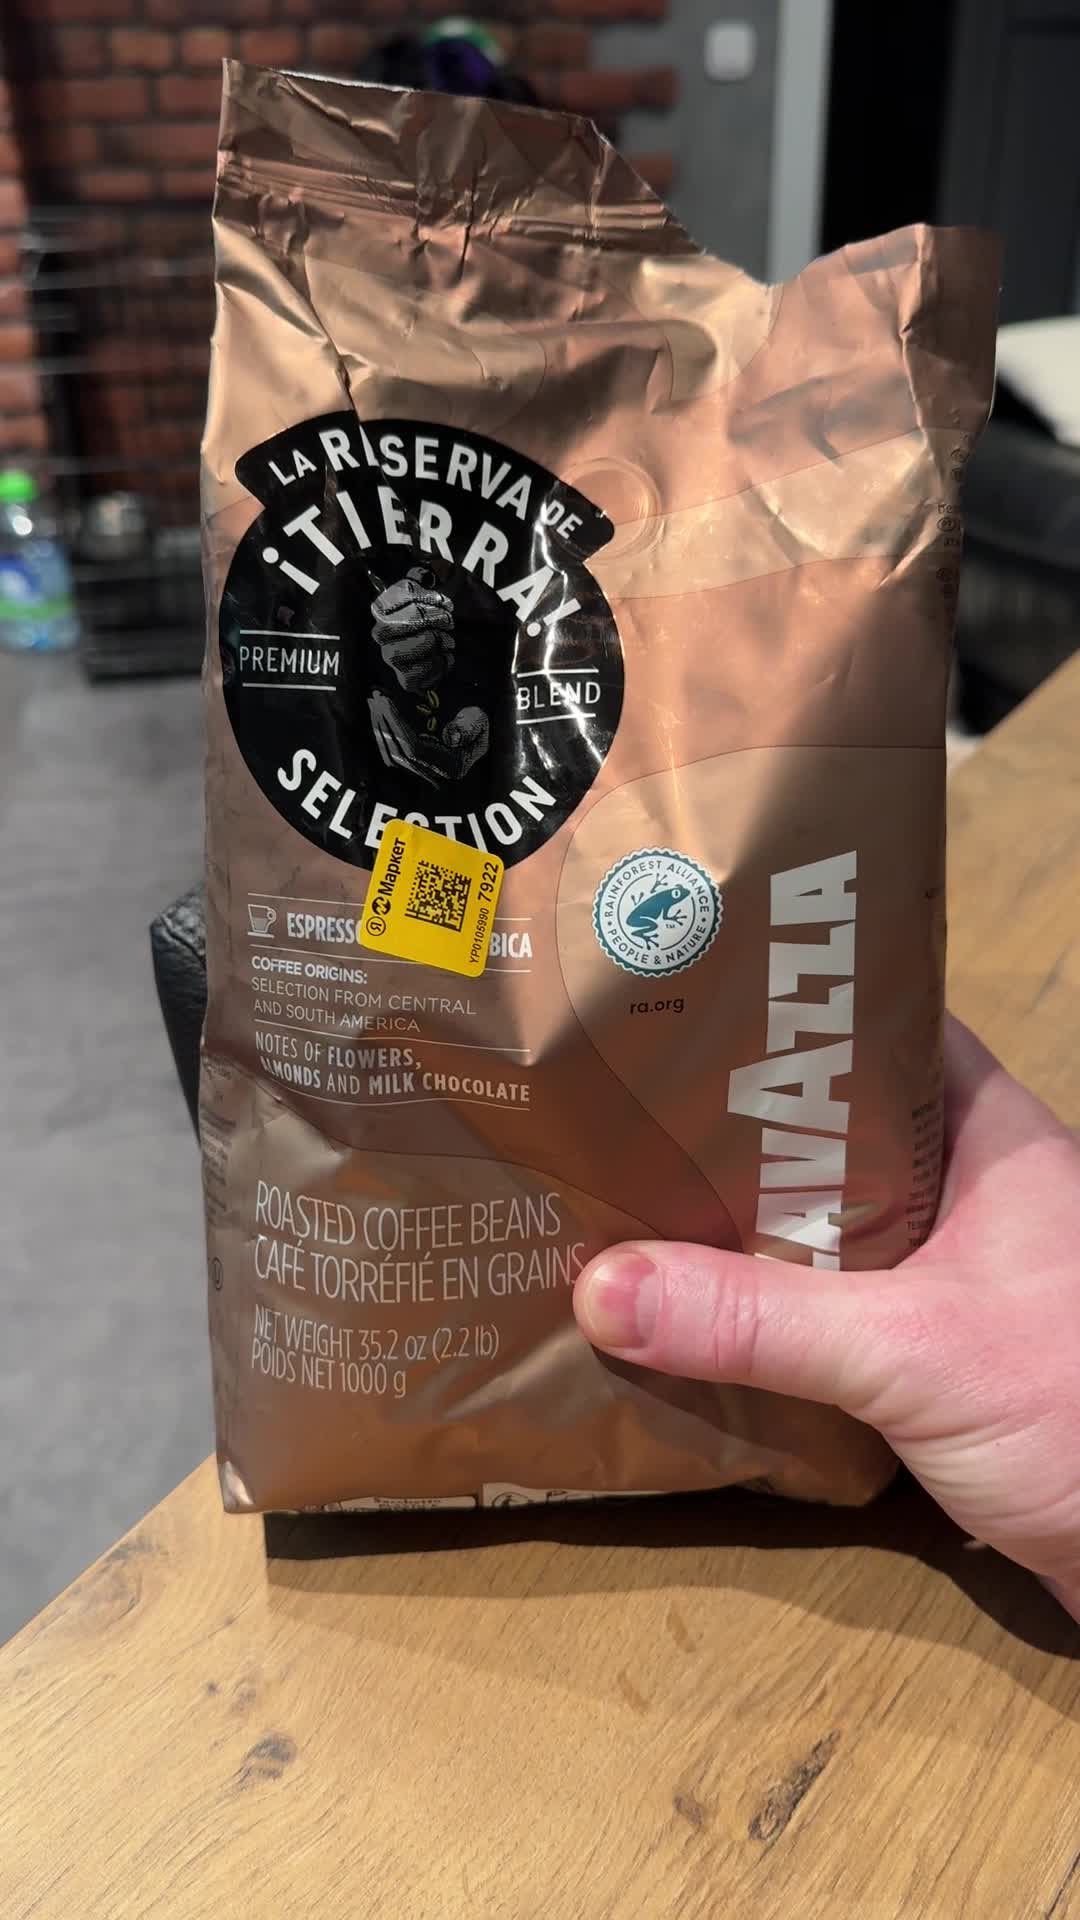 LA RISERVA DE
¡TIERRA!
PREMIUM
BLEND
SELECTION
Я Маркет
YP0105990 7922
ESPRESSO
COFFEE ORIGINS:
SELECTION FROM CENTRAL
AND SOUTH AMERICA
NOTES OF FLOWERS,
ALMONDS AND MILK CHOCOLATE
RAINFOREST ALLIANCE
PEOPLE & NATURE
TM
ra.org
LAVAZZA
ROASTED COFFEE BEANS
CAFÉ TORRÉFIÉ EN GRAINS
NET WEIGHT 35.2 oz (2.2 lb)
POIDS NET 1000 g